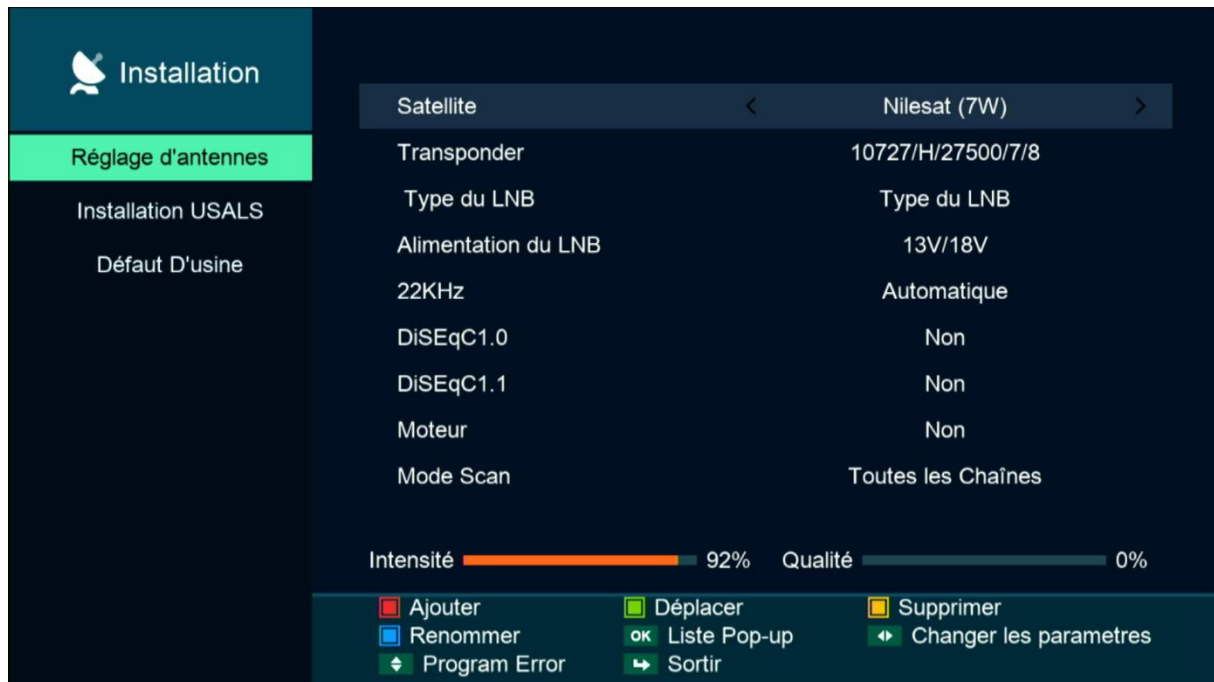 Installation
Réglage d'antennes
Installation USALS
Défaut D'usine
Satellite < Nilesat (7W) >
Transponder 10727/H/27500/7/8
Type du LNB Type du LNB
Alimentation du LNB 13V/18V
22KHz Automatique
DiSEqC1.0 Non
DiSEqC1.1 Non
Moteur Non
Mode Scan Toutes les Chaînes
Intensité 92% Qualité 0%
Ajouter Déplacer Supprimer
Renommer OK Liste Pop-up Changer les parametres
Program Error Sortir